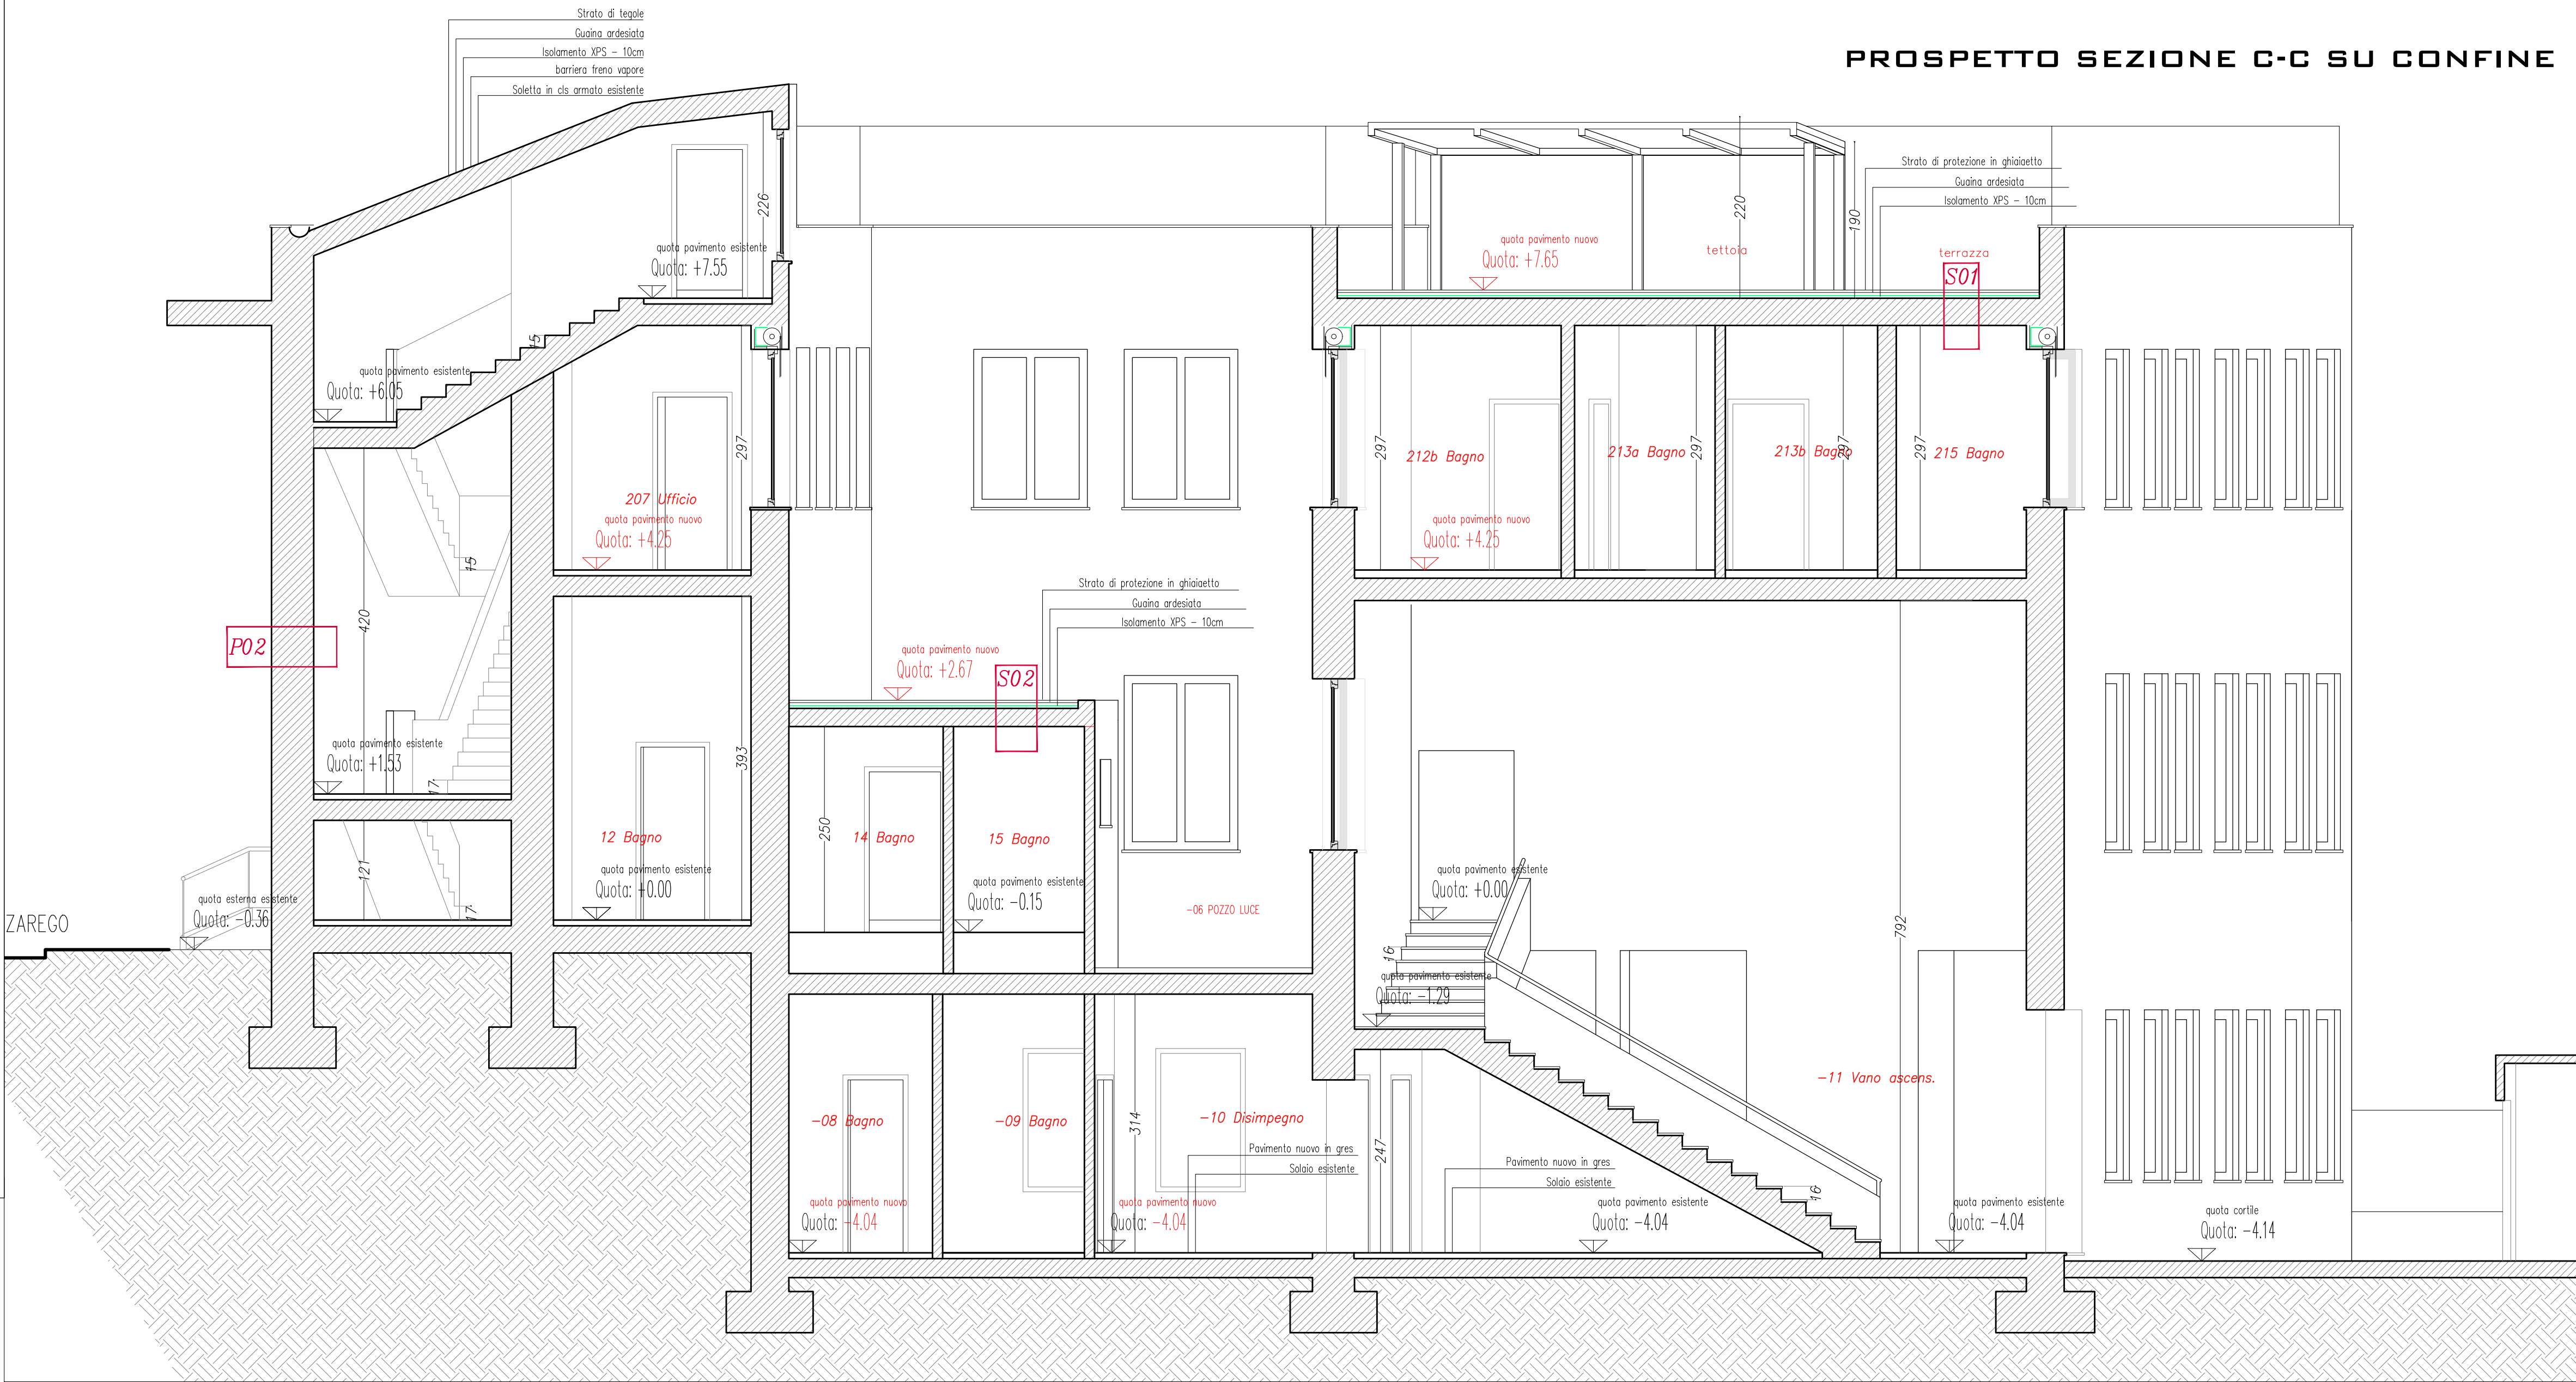 Strato di tegole
Guaina ardesiata
Isolamento XPS - 10cm
barriera freno vapore
Soletta in cls armato esistente
PROSPETTO SEZIONE C-C SU CONFINE
Strato di protezione in ghiaiaetto
Guaina ardesiata
Isolamento XPS - 10cm
226
220
190
quota pavimento esistente
Quota: +7.55
quota pavimento nuovo
Quota: +7.65
tettoia
terrazza
S01
15
quota pavimento esistente
Quota: +6.05
297
297
297
297
297
207 Ufficio
quota pavimento nuovo
Quota: +4.25
212b Bagno
213a Bagno
213b Bagno
215 Bagno
quota pavimento nuovo
Quota: +4.25
15
420
P02
Strato di protezione in ghiaiaetto
Guaina ardesiata
Isolamento XPS - 10cm
quota pavimento nuovo
Quota: +2.67
S02
quota pavimento esistente
Quota: +1.53
17
393
250
12 Bagno
14 Bagno
15 Bagno
121
17
quota pavimento esistente
Quota: +0.00
quota pavimento esistente
Quota: -0.15
quota pavimento esistente
Quota: +0.00
quota esterna esistente
Quota: -0.36
ZAREGO
-06 POZZO LUCE
792
16
quota pavimento esistente
Quota: -1.29
-08 Bagno
-09 Bagno
-10 Disimpegno
-11 Vano ascens.
314
247
Pavimento nuovo in gres
Solaio esistente
Pavimento nuovo in gres
Solaio esistente
16
quota pavimento nuovo
Quota: -4.04
quota pavimento nuovo
Quota: -4.04
quota pavimento esistente
Quota: -4.04
quota pavimento esistente
Quota: -4.04
quota cortile
Quota: -4.14